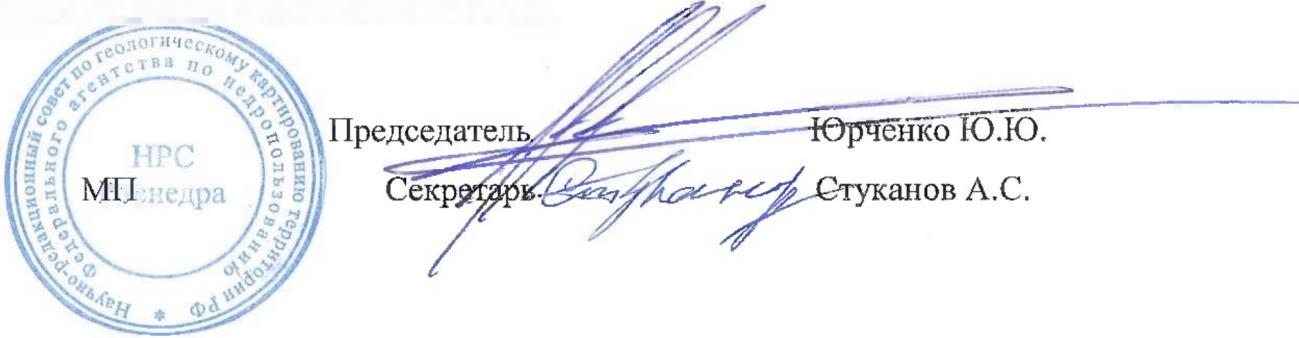 Научно-редакционный совет по геологическому картированию территории РФ *
Федерального агентства по недропользованию
НРС
Роснедра
МП
Председатель
Юрченко Ю.Ю.
Секретарь
Стуканов А.С.